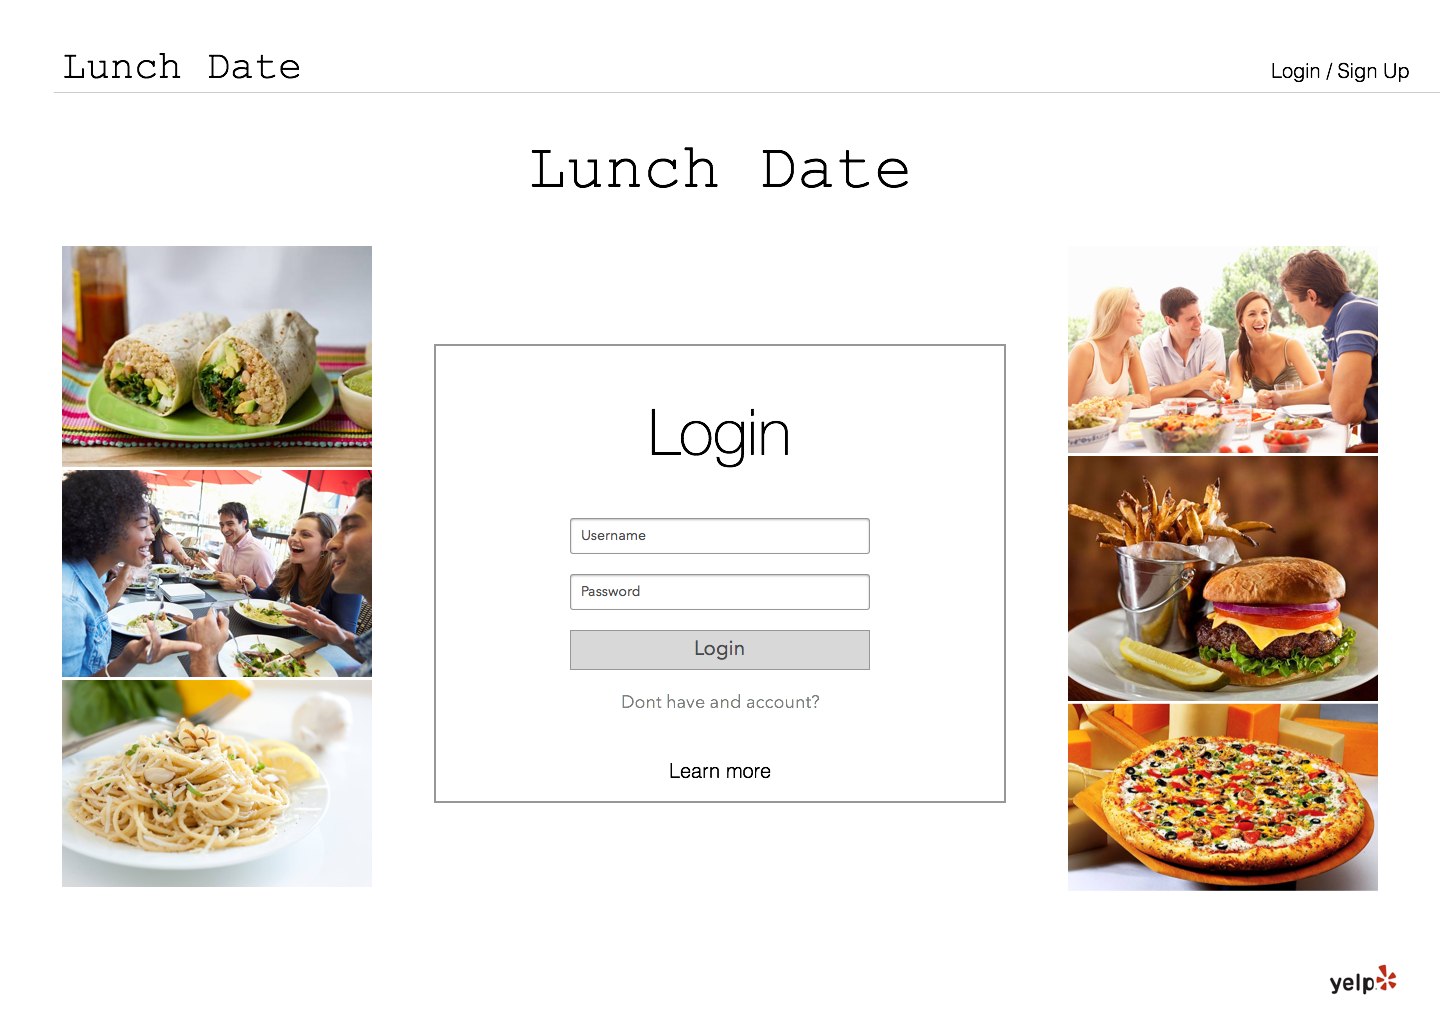 Lunch Date
Login / Sign Up
Lunch Date
Login
Username
Password
Login
Dont have and account?
Learn more
yelp